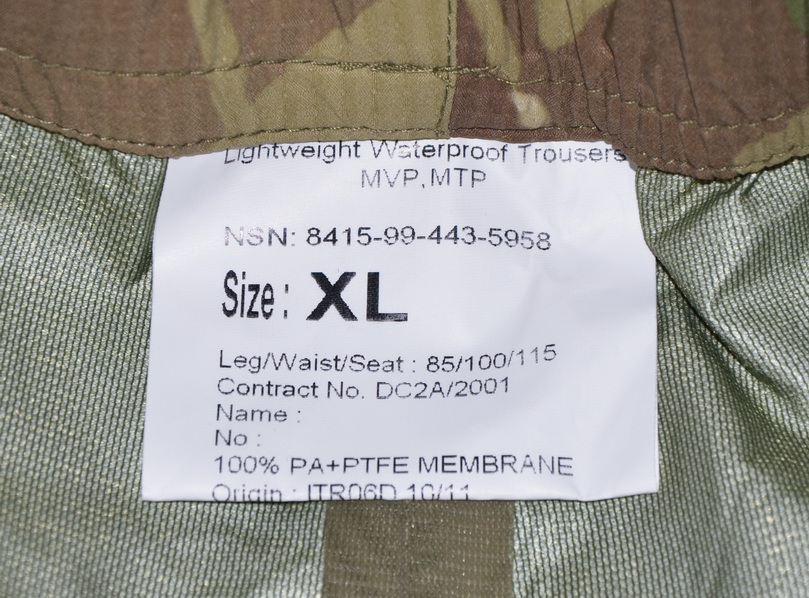 Lightweight Waterproof Trousers
MVP,MTP
NSN: 8415-99-443-5958
Size: XL
Leg/Waist/Seat : 85/100/115
Contract No. DC2A/2001
Name :
No :
100% PA+PTFE MEMBRANE
Origin : ITR06D 10/11